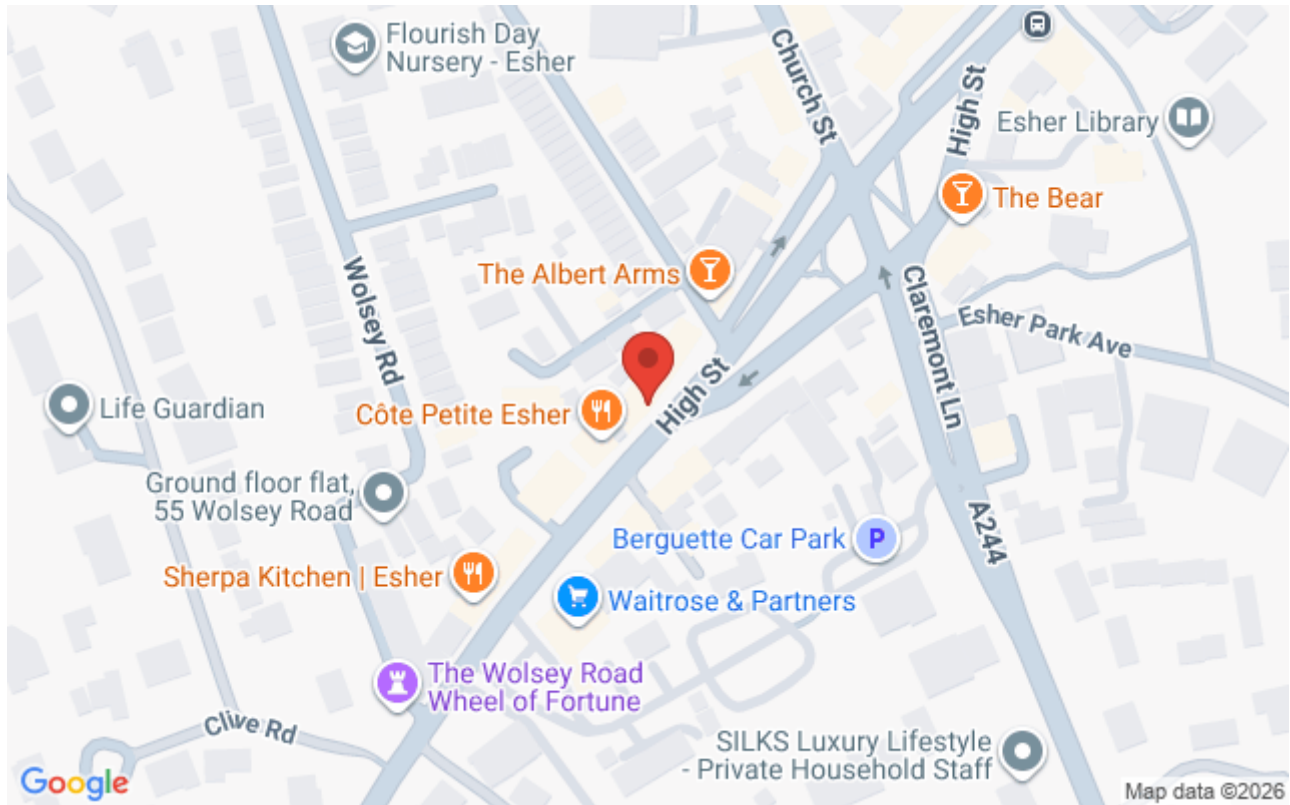 Flourish Day
Nursery - Esher
Church St
High St
Esher Library
The Bear
The Albert Arms
Wolsey Rd
Claremont Ln
Esher Park Ave
High St
Côte Petite Esher
Life Guardian
Ground floor flat,
55 Wolsey Road
A244
Berguette Car Park
P
Sherpa Kitchen | Esher
Waitrose & Partners
The Wolsey Road
Wheel of Fortune
Clive Rd
SILKS Luxury Lifestyle
- Private Household Staff
Google
Map data ©2026